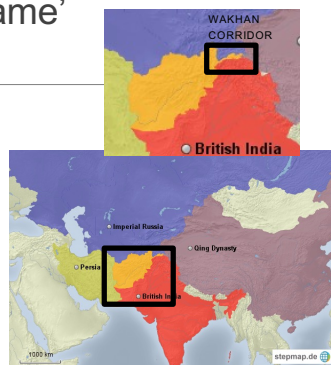 ame’
WAKHAN
CORRIDOR
British India
Imperial Russia
Qing Dynasty
Persia
British India
1000 km
stepmap.de